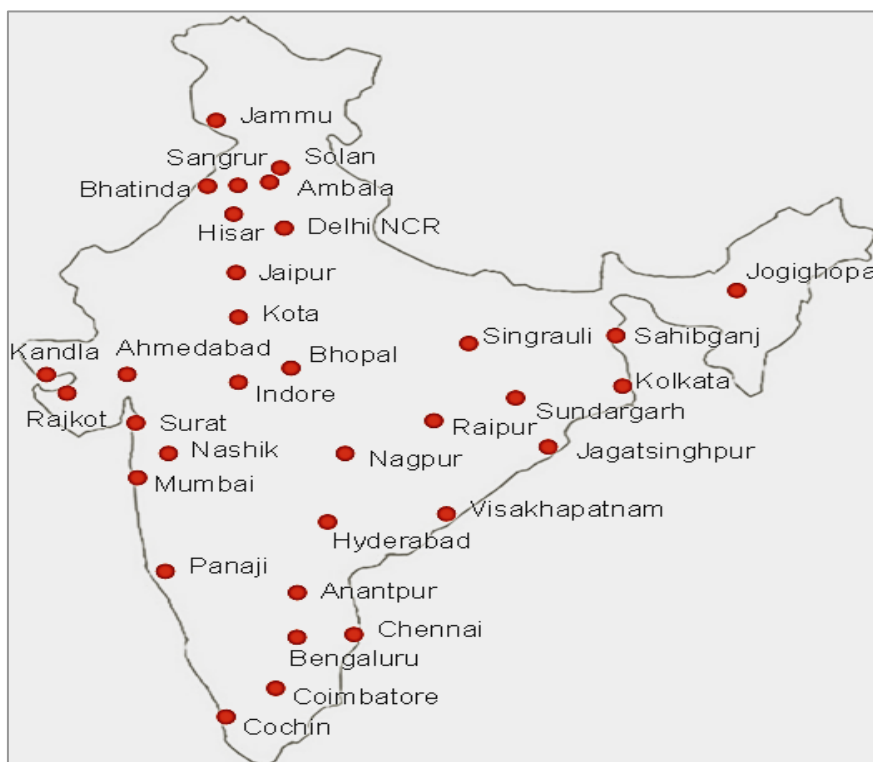 Jammu
Sangrur
Solan
Bhatinda
Ambala
Hisar
Delhi NCR
Jaipur
Jogighopa
Kota
Singrauli
Sahibganj
Kandla
Ahmedabad
Bhopal
Indore
Kolkata
Rajkot
Surat
Raipur
Sundargarh
Nashik
Nagpur
Jagatsinghpur
Mumbai
Visakhapatnam
Hyderabad
Panaji
Anantpur
Chennai
Bengaluru
Coimbatore
Cochin